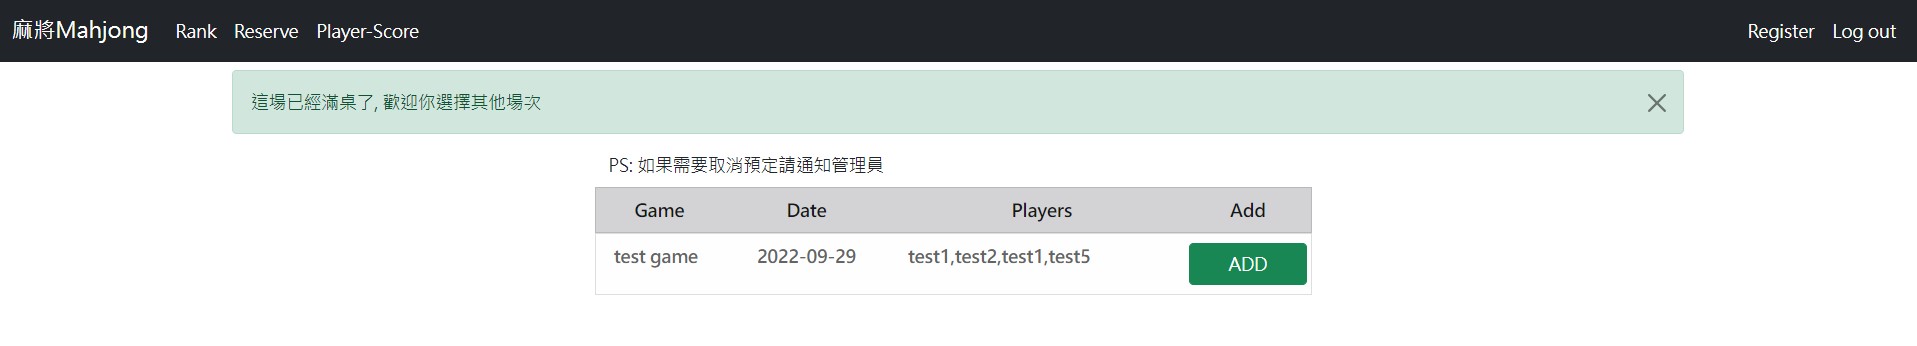 麻將Mahjong Rank Reserve Player-Score Register Log out
這場已經滿桌了, 歡迎你選擇其他場次
PS: 如果需要取消預定請通知管理員
Game Date Players Add
test game 2022-09-29 test1,test2,test1,test5 ADD